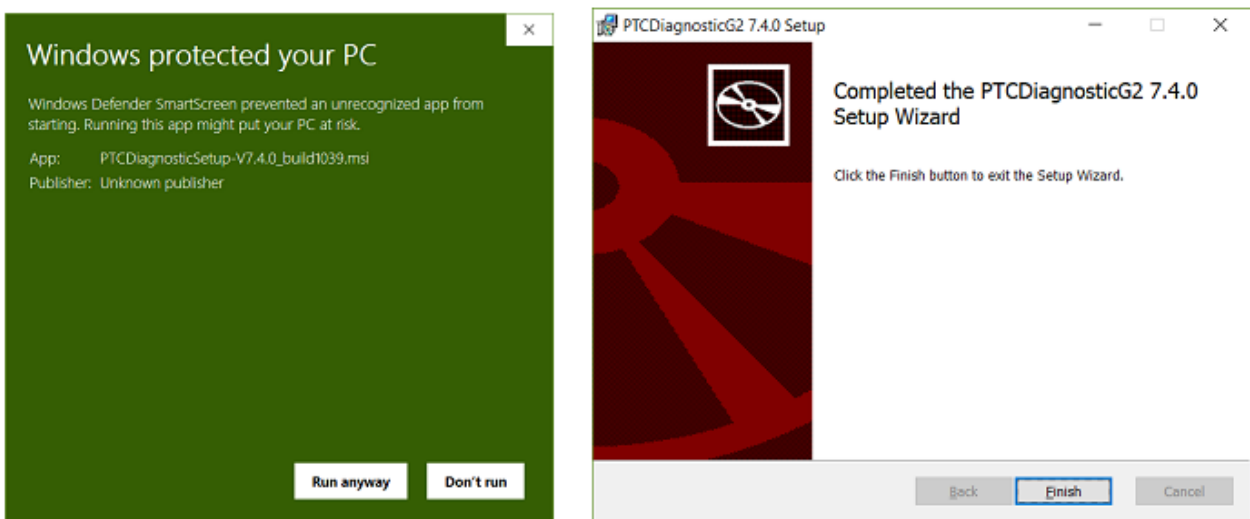 Windows protected your PC
Windows Defender SmartScreen prevented an unrecognized app from
starting. Running this app might put your PC at risk.
App: PTCDiagnosticSetup-V7.4.0_build1039.msi
Publisher: Unknown publisher
Run anyway
Don't run
PTCDiagnosticG2 7.4.0 Setup
Completed the PTCDiagnosticG2 7.4.0
Setup Wizard
Click the Finish button to exit the Setup Wizard.
Back
Finish
Cancel